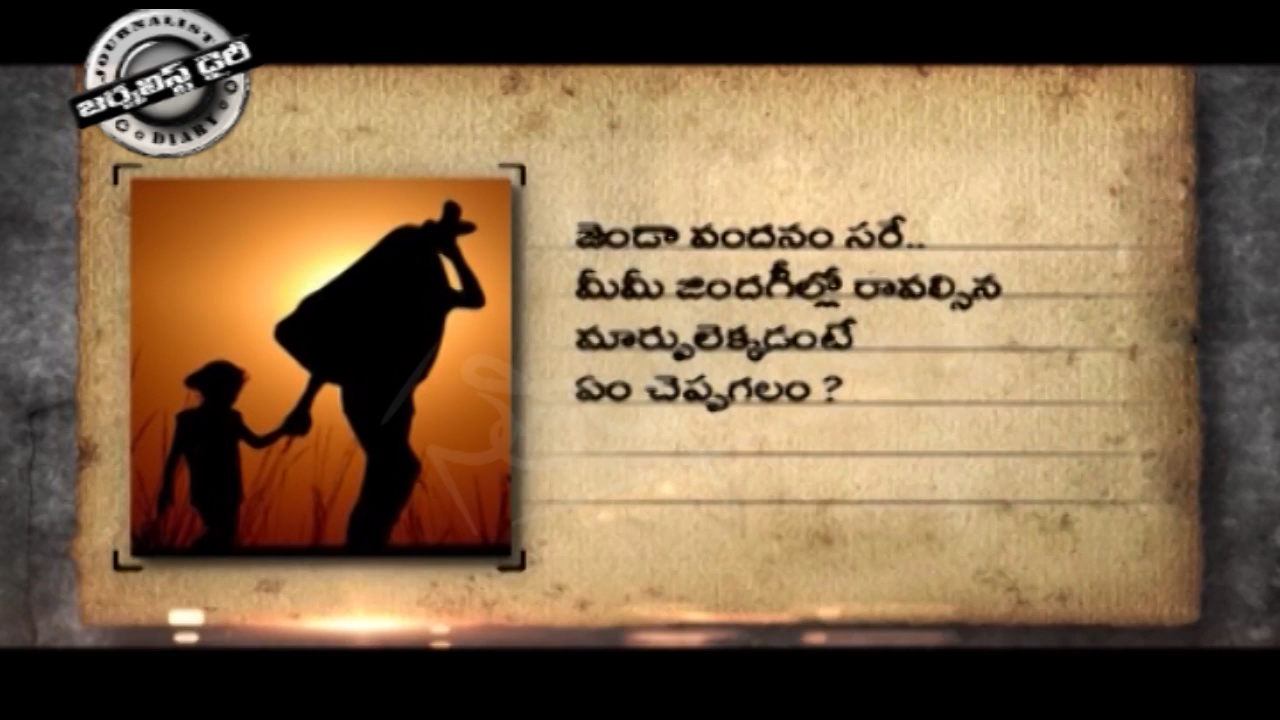 JOURNALIST
జర్నలిస్ట్ డైరీ
DIARY
జెండా వందనం సరే..
మీమీ జిందగీల్లో రావల్సిన
మార్పులెక్కడంటే
ఏం చెప్పగలం ?